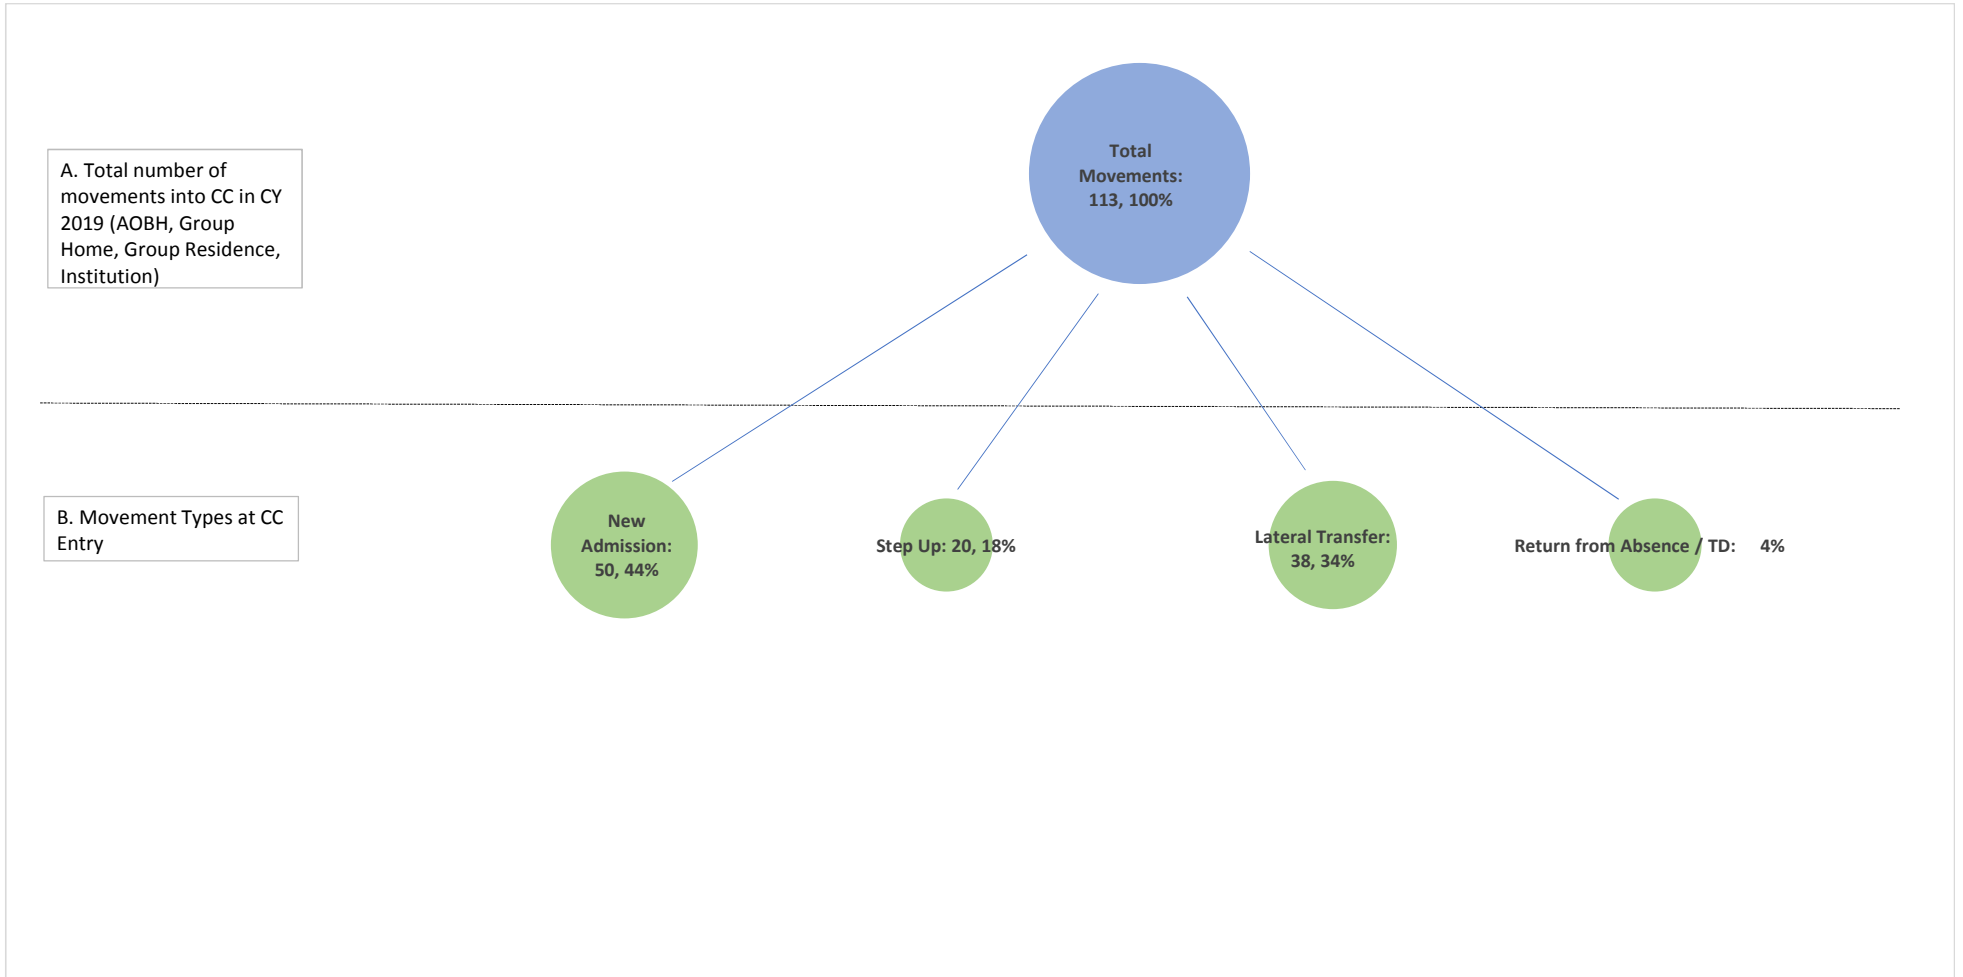 Total
Movements:
113, 100%
A. Total number of
movements into CC in CY
2019 (AOBH, Group
Home, Group Residence,
Institution)
B. Movement Types at CC
Entry
New
Admission:
50, 44%
Step Up: 20, 18%
Lateral Transfer:
38, 34%
Return from Absence / TD: 4%